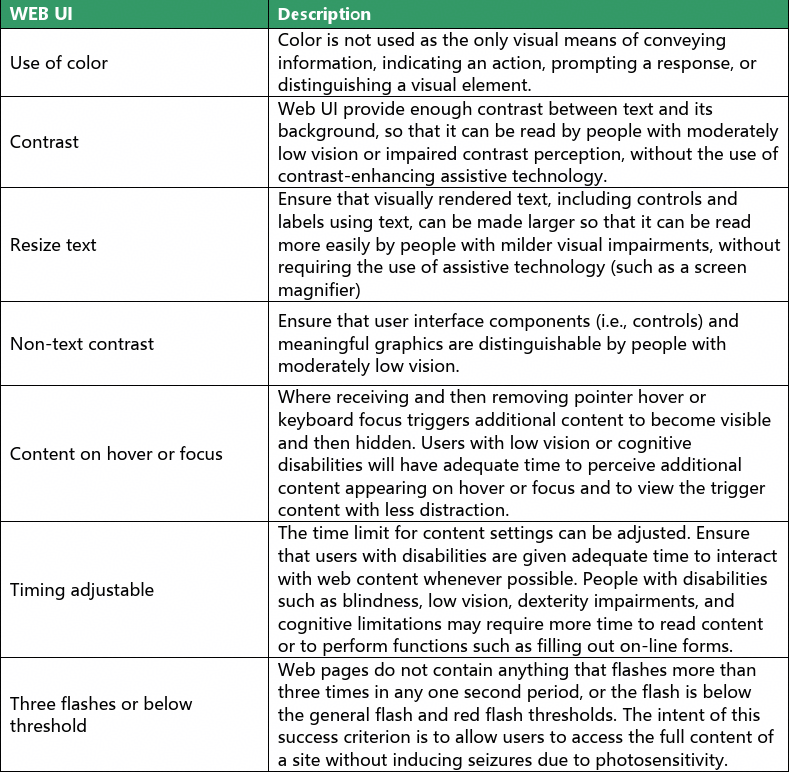 WEB UI
Description
Use of color
Color is not used as the only visual means of conveying
information, indicating an action, prompting a response, or
distinguishing a visual element.
Contrast
Web UI provide enough contrast between text and its
background, so that it can be read by people with moderately
low vision or impaired contrast perception, without the use of
contrast-enhancing assistive technology.
Resize text
Ensure that visually rendered text, including controls and
labels using text, can be made larger so that it can be read
more easily by people with milder visual impairments, without
requiring the use of assistive technology (such as a screen
magnifier)
Non-text contrast
Ensure that user interface components (i.e., controls) and
meaningful graphics are distinguishable by people with
moderately low vision.
Content on hover or focus
Where receiving and then removing pointer hover or
keyboard focus triggers additional content to become visible
and then hidden. Users with low vision or cognitive
disabilities will have adequate time to perceive additional
content appearing on hover or focus and to view the trigger
content with less distraction.
Timing adjustable
The time limit for content settings can be adjusted. Ensure
that users with disabilities are given adequate time to interact
with web content whenever possible. People with disabilities
such as blindness, low vision, dexterity impairments, and
cognitive limitations may require more time to read content
or to perform functions such as filling out on-line forms.
Three flashes or below
threshold
Web pages do not contain anything that flashes more than
three times in any one second period, or the flash is below
the general flash and red flash thresholds. The intent of this
success criterion is to allow users to access the full content of
a site without inducing seizures due to photosensitivity.